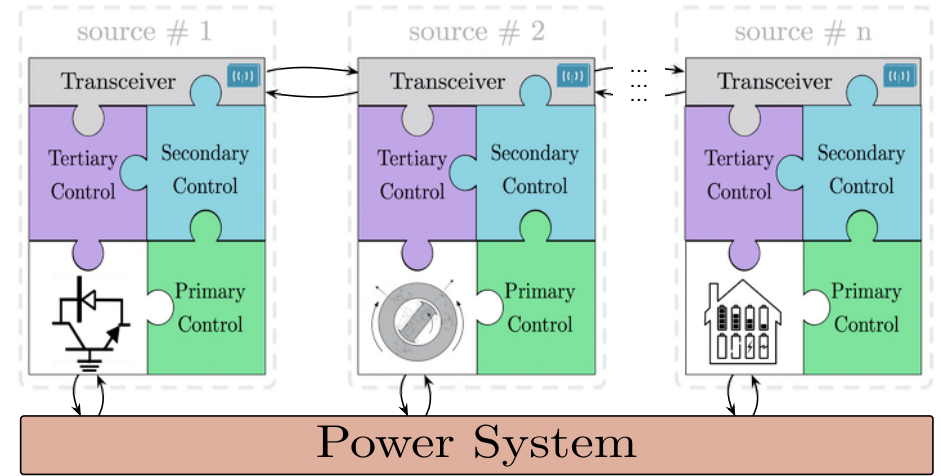 source # 1
source # 2
source # n
Transceiver
Transceiver
...
...
...
Transceiver
Tertiary
Control
Secondary
Control
Tertiary
Control
Secondary
Control
Tertiary
Control
Secondary
Control
Primary
Control
Primary
Control
Primary
Control
Power System